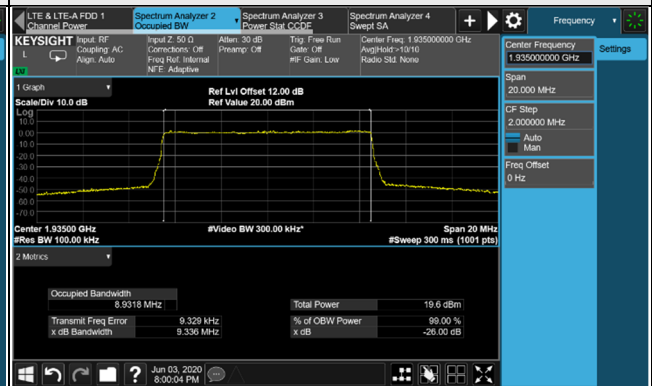 LTE & LTE-A FDD 1
Channel Power
Spectrum Analyzer 2
Occupied BW
Spectrum Analyzer 3
Power Stat CCDF
Spectrum Analyzer 4
Swept SA
Frequency
KEYSIGHT
L
LXI
Input: RF
Coupling: AC
Align: Auto
Input Z: 50 Ω
Corrections: Off
Freq Ref: Internal
NFE: Adaptive
Atten: 30 dB
Preamp: Off
Trig: Free Run
Gate: Off
#IF Gain: Low
Center Freq: 1.935000000 GHz
Avg|Hold:>10/10
Radio Std: None
Center Frequency
1.935000000 GHz
Settings
Span
20.000 MHz
CF Step
2.000000 MHz
Auto
Man
Freq Offset
0 Hz
1 Graph
Scale/Div 10.0 dB
Ref Lvl Offset 12.00 dB
Ref Value 20.00 dBm
Log
10.0
0.00
-10.0
-20.0
-30.0
-40.0
-50.0
-60.0
-70.0
Center 1.93500 GHz
#Res BW 100.00 kHz
#Video BW 300.00 kHz*
Span 20 MHz
#Sweep 300 ms (1001 pts)
2 Metrics
Occupied Bandwidth
8.9318 MHz
Total Power 19.6 dBm
Transmit Freq Error 9.329 kHz
% of OBW Power 99.00 %
x dB Bandwidth 9.336 MHz
x dB -26.00 dB
Jun 03, 2020
8:00:04 PM